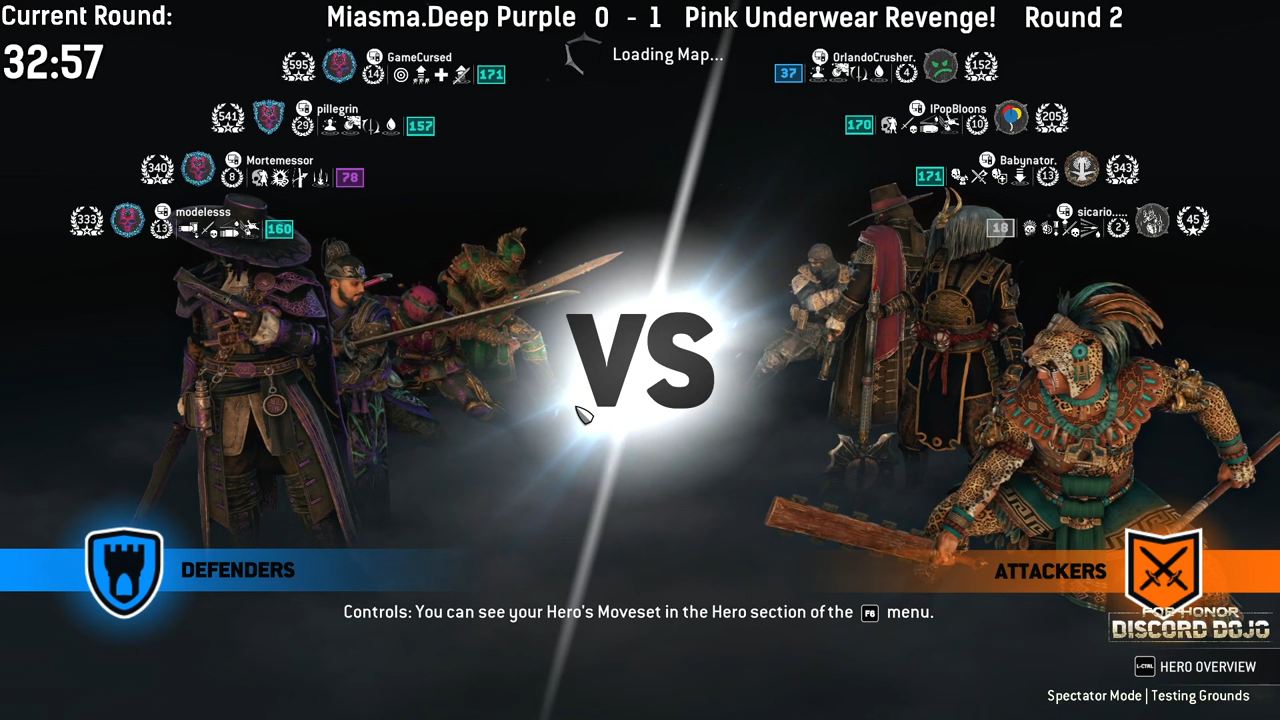 Current Round:
Miasma.Deep Purple 0 - 1 Pink Underwear Revenge! Round 2
32:57
Loading Map...
595 GameCursed
14 171
OrlandoCrusher. 152
37 4
541 pillegrin
29 157
IPopBloons 205
170 10
340 Mortemessor
8 78
Babynator. 343
171 13
333 modelesss
13 160
sicario..... 45
18 2
VS
DEFENDERS
ATTACKERS
Controls: You can see your Hero's Moveset in the Hero section of the F6 menu.
FOR HONOR
DISCORD DOJO
L-CTRL HERO OVERVIEW
Spectator Mode | Testing Grounds